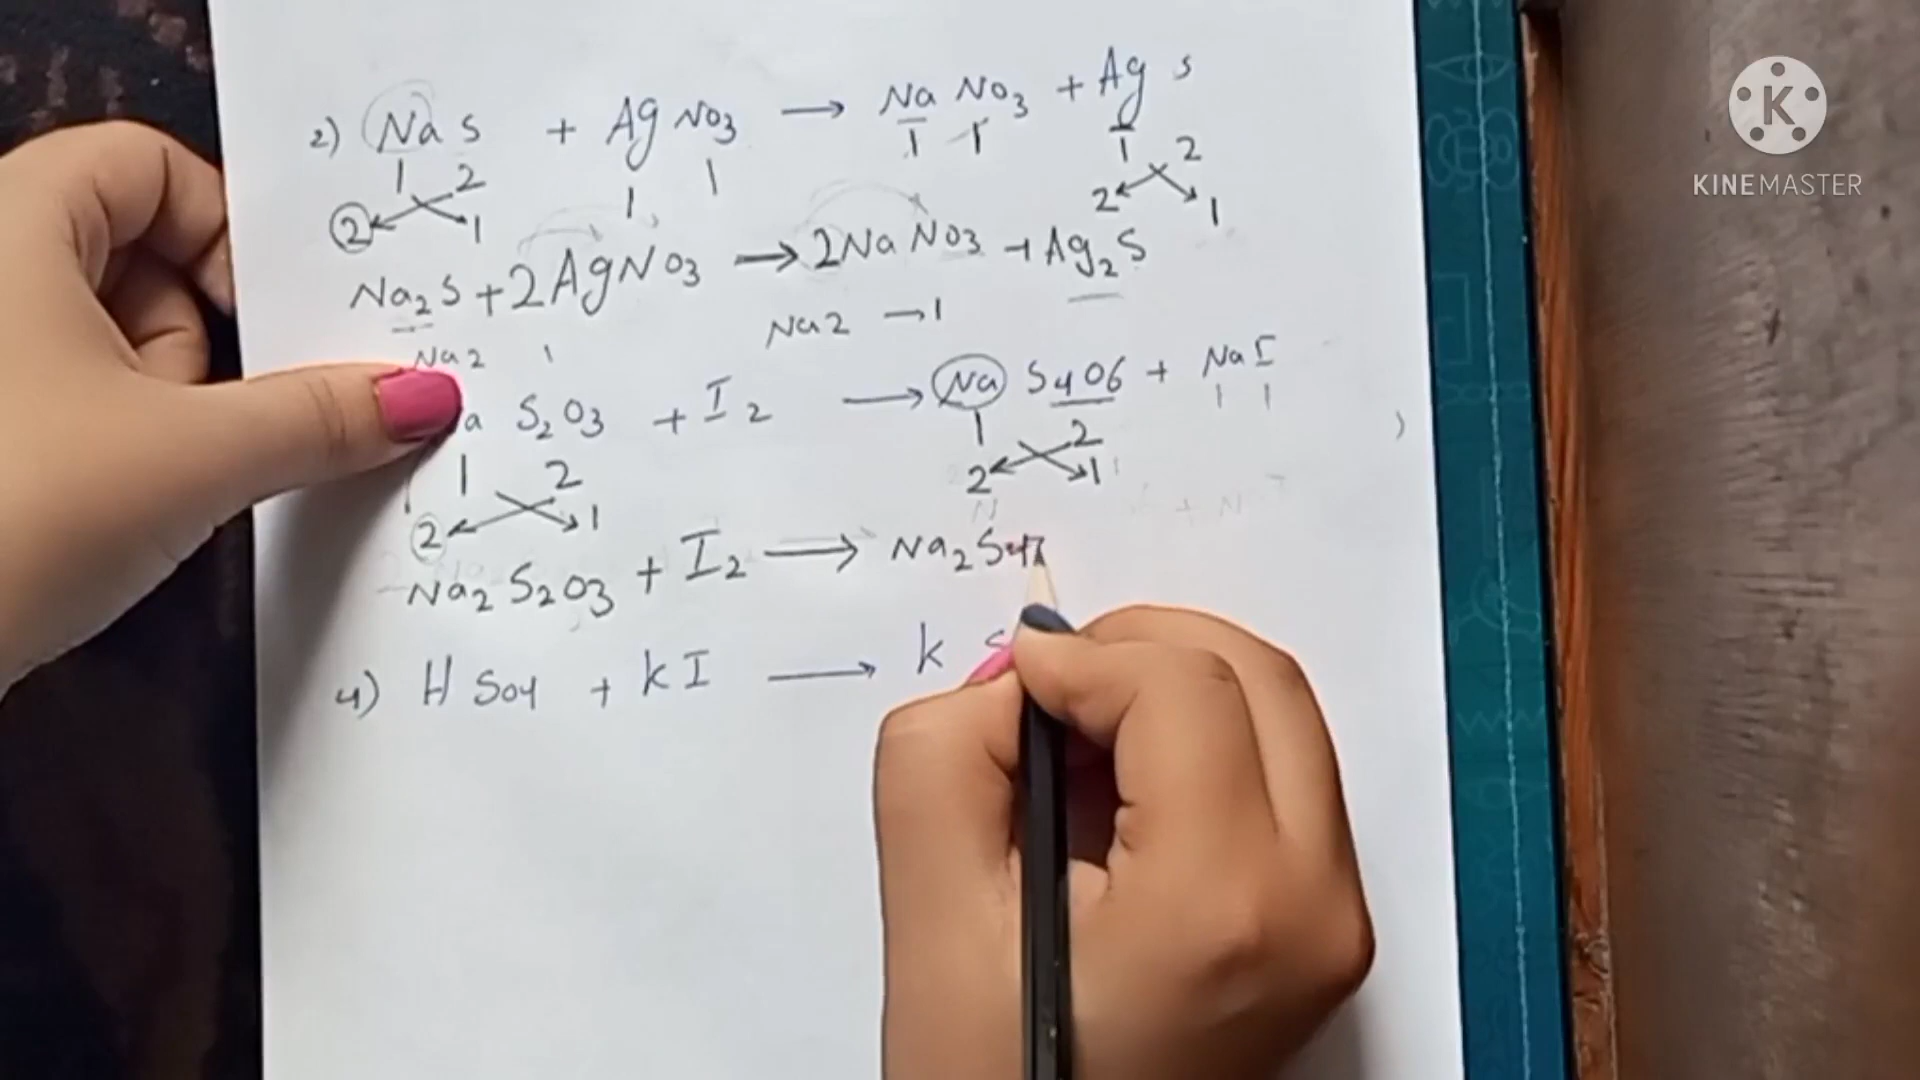 2) Na S + Ag NO3 → Na NO3 + Ag S
1 2 1 1 1 1 1 2
2 1 2 1
Na2S + 2AgNO3 → 2NaNO3 + Ag2S
Na2 1 Na2 → 1
a S2O3 + I2 → Na S4O6 + Na I
1 2 1 2 1 1
2 1 2 1
Na2 S2O3 + I2 → Na2S4
4) H SO4 + k I → k S
K
KINEMASTER